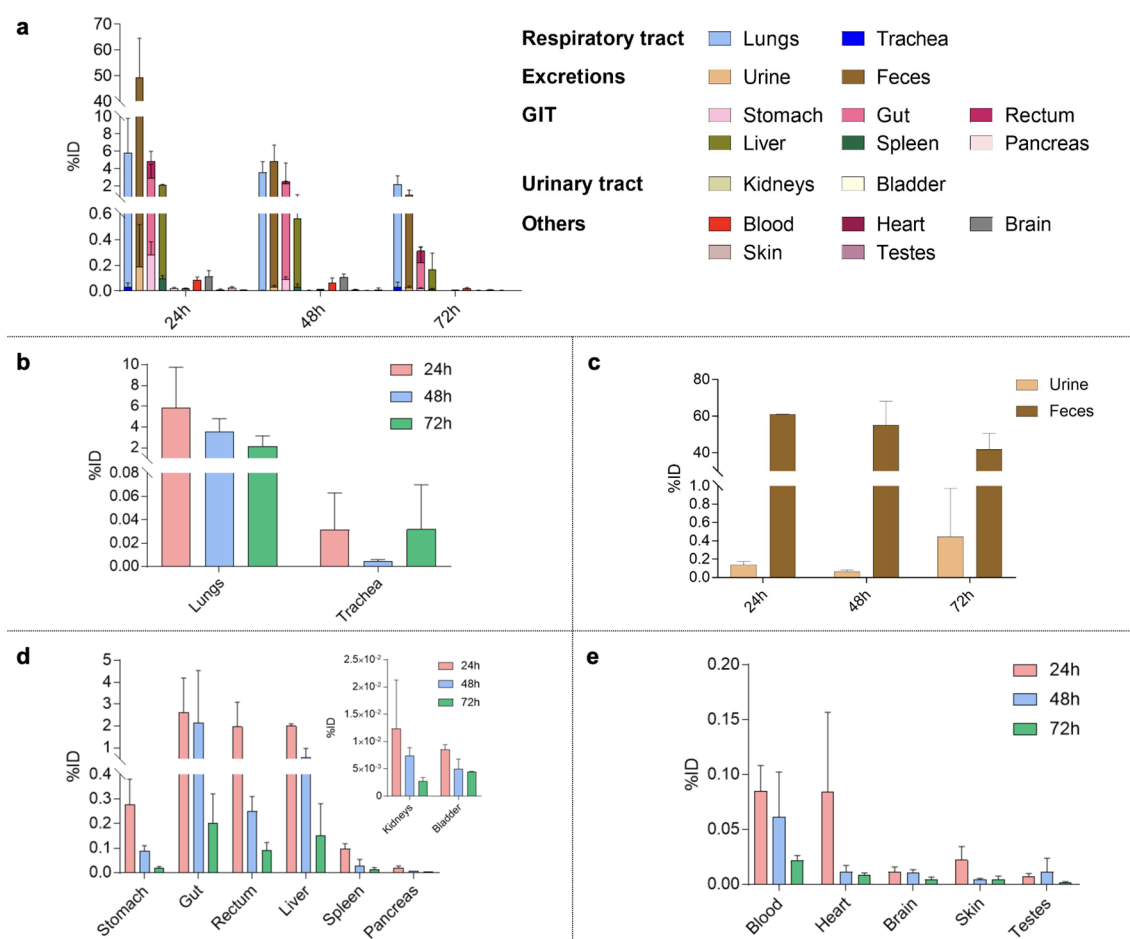 a
70
60
50
40
10
8
6
4
2
0.6
0.4
0.2
0.0
%ID
24h
48h
72h
Respiratory tract Lungs Trachea
Excretions Urine Feces
GIT Stomach Gut Rectum
Liver Spleen Pancreas
Urinary tract Kidneys Bladder
Others Blood Heart Brain
Skin Testes
b
10
8
6
4
2
0.08
0.06
0.04
0.02
0.00
%ID
24h
48h
72h
Lungs
Trachea
c
80
60
40
1.0
0.8
0.6
0.4
0.2
0.0
%ID
Urine
Feces
24h
48h
72h
d
5
4
3
2
1
0.4
0.3
0.2
0.1
0.0
%ID
Stomach
Gut
Rectum
Liver
Spleen
Pancreas
2.5×10⁻²
2×10⁻²
1.5×10⁻²
1×10⁻²
5×10⁻³
0
%ID
24h
48h
72h
Kidneys
Bladder
e
0.20
0.15
0.10
0.05
0.00
%ID
24h
48h
72h
Blood
Heart
Brain
Skin
Testes